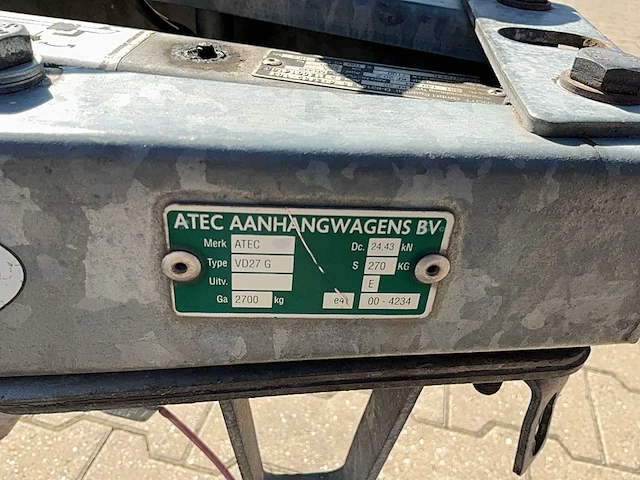 ATEC AANHANGWAGENS BV
Merk ATEC Dc. 24,43 kN
Type VD27 G S 270 KG
Uitv. E
Ga 2700 kg e4* 00 - 4234